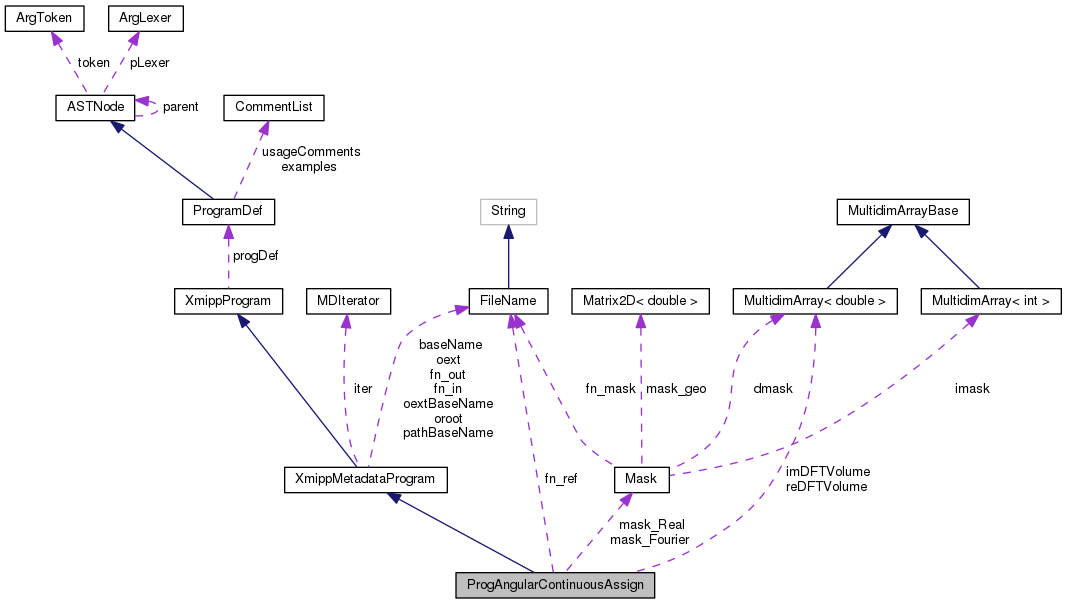 ArgToken
ArgLexer
token
pLexer
ASTNode
parent
CommentList
usageComments
examples
ProgramDef
String
MultidimArrayBase
progDef
XmippProgram
MDIterator
FileName
Matrix2D< double >
MultidimArray< double >
MultidimArray< int >
baseName
oext
fn_out
fn_in
oextBaseName
oroot
pathBaseName
iter
fn_mask
mask_geo
dmask
imask
XmippMetadataProgram
fn_ref
Mask
imDFTVolume
reDFTVolume
mask_Real
mask_Fourier
ProgAngularContinuousAssign